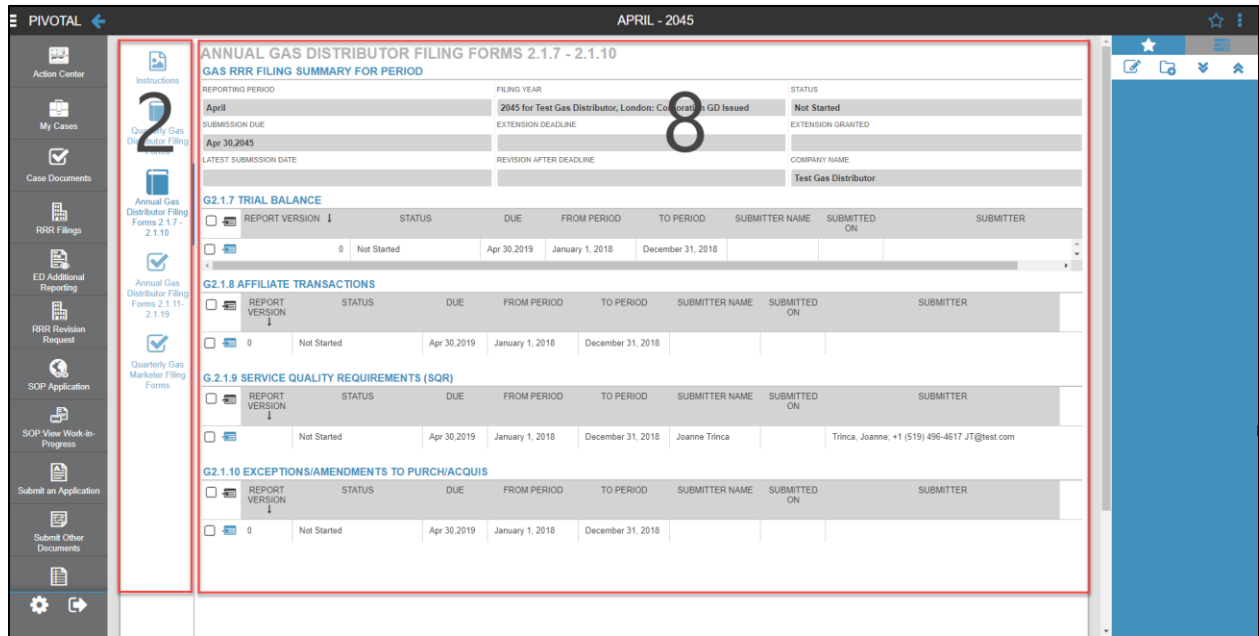 PIVOTAL
APRIL - 2045
Action Center
My Cases
Case Documents
RRR Filings
ED Additional
Reporting
RRR Revision
Request
SOP Application
SOP View Work-in-
Progress
Submit an Application
Submit Other
Documents
2
Instructions
Quarterly Gas
Distributor Filing
Forms
Annual Gas
Distributor Filing
Forms 2.1.7 -
2.1.10
Annual Gas
Distributor Filing
Forms 2.1.11-
2.1.19
Quarterly Gas
Marketer Filing
Forms
8
ANNUAL GAS DISTRIBUTOR FILING FORMS 2.1.7 - 2.1.10
GAS RRR FILING SUMMARY FOR PERIOD
REPORTING PERIOD FILING YEAR STATUS
April 2045 for Test Gas Distributor, London: Corporation GD Issued Not Started
SUBMISSION DUE EXTENSION DEADLINE EXTENSION GRANTED
Apr 30,2045
LATEST SUBMISSION DATE REVISION AFTER DEADLINE COMPANY NAME
Test Gas Distributor
G2.1.7 TRIAL BALANCE
REPORT VERSION ↓ STATUS DUE FROM PERIOD TO PERIOD SUBMITTER NAME SUBMITTED SUBMITTER
ON
0 Not Started Apr 30,2019 January 1, 2018 December 31, 2018
G2.1.8 AFFILIATE TRANSACTIONS
REPORT STATUS DUE FROM PERIOD TO PERIOD SUBMITTER NAME SUBMITTED SUBMITTER
VERSION ON
↓
0 Not Started Apr 30,2019 January 1, 2018 December 31, 2018
G.2.1.9 SERVICE QUALITY REQUIREMENTS (SQR)
REPORT STATUS DUE FROM PERIOD TO PERIOD SUBMITTER NAME SUBMITTED SUBMITTER
VERSION ON
↓
Not Started Apr 30,2019 January 1, 2018 December 31, 2018 Joanne Trinca Trinca, Joanne; +1 (519) 496-4617 JT@test.com
G2.1.10 EXCEPTIONS/AMENDMENTS TO PURCH/ACQUIS
REPORT STATUS DUE FROM PERIOD TO PERIOD SUBMITTER NAME SUBMITTED SUBMITTER
VERSION ON
↓
0 Not Started Apr 30,2019 January 1, 2018 December 31, 2018